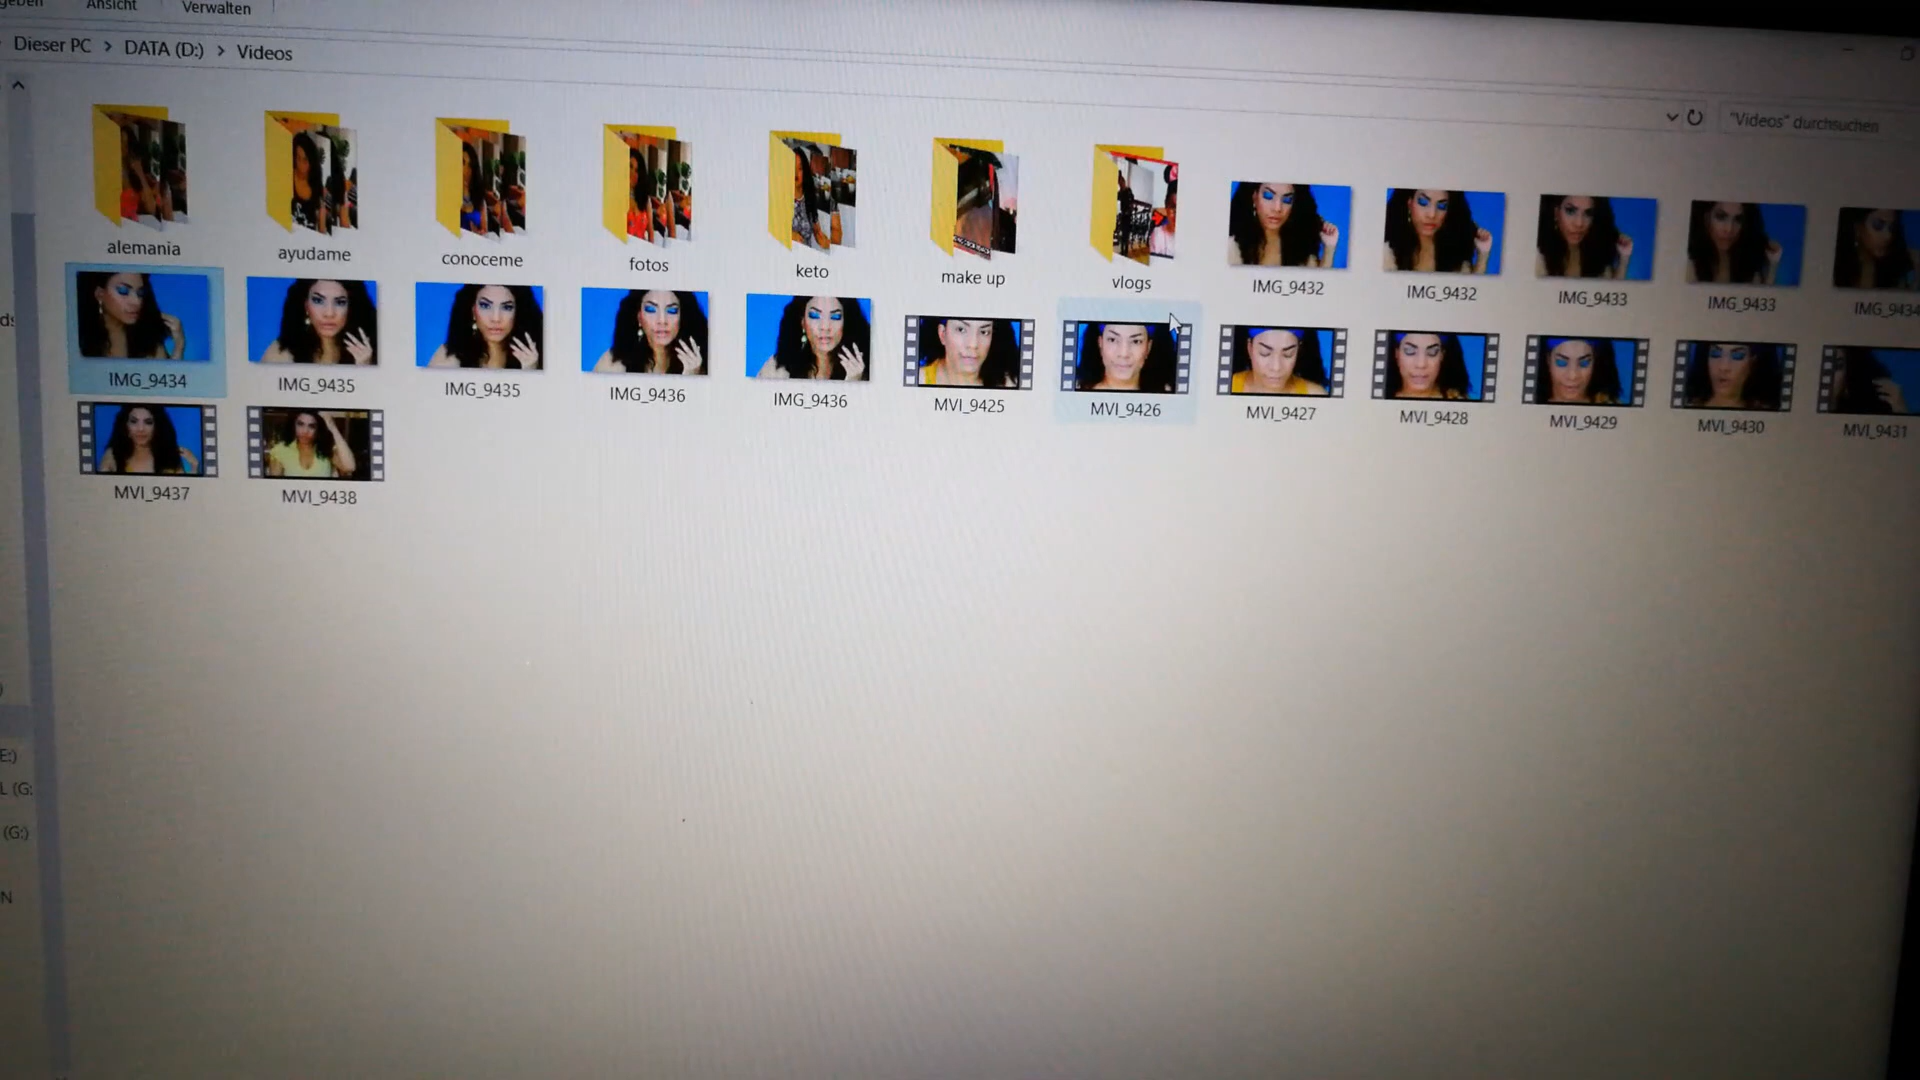 Ansicht Verwalten
Dieser PC > DATA (D:) > Videos
"Videos" durchsuchen
alemania ayudame conoceme fotos keto make up vlogs IMG_9432 IMG_9432 IMG_9433 IMG_9433 IMG_9434
IMG_9434 IMG_9435 IMG_9435 IMG_9436 IMG_9436 MVI_9425 MVI_9426 MVI_9427 MVI_9428 MVI_9429 MVI_9430 MVI_9431
MVI_9437 MVI_9438
E:)
L (G:
(G:)
N